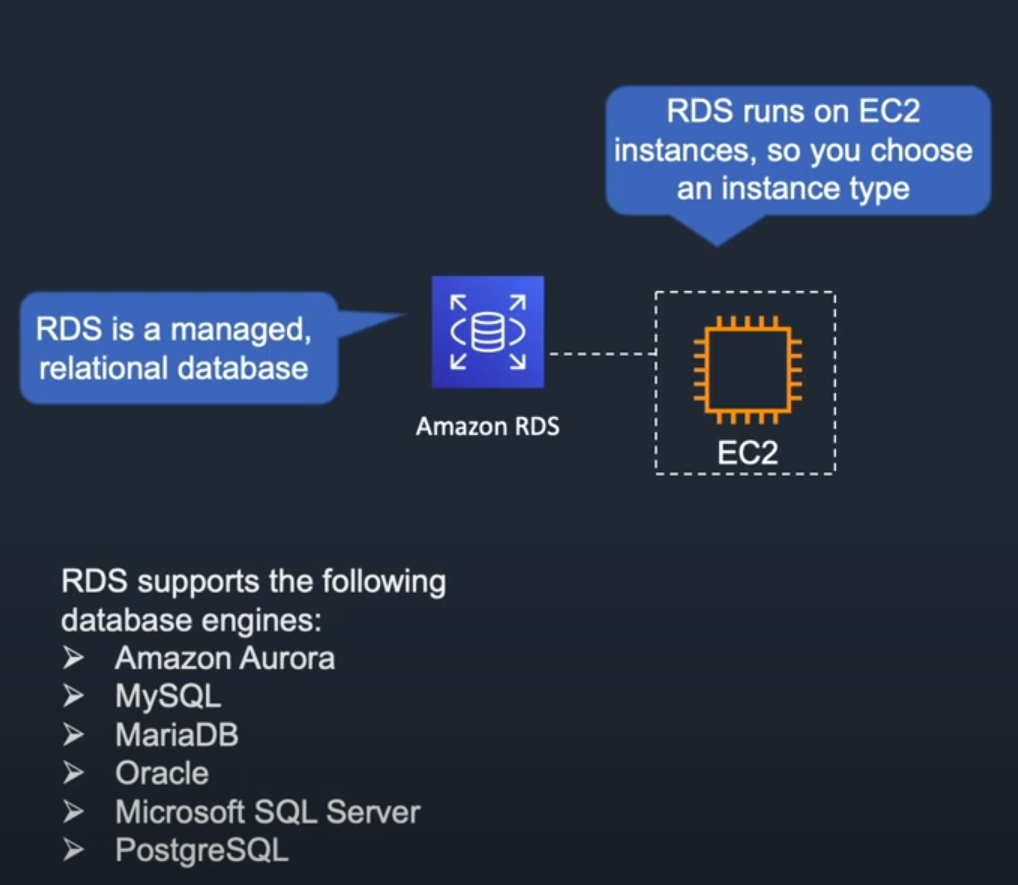 RDS runs on EC2
instances, so you choose
an instance type
RDS is a managed,
relational database
Amazon RDS
EC2
RDS supports the following
database engines:
➢ Amazon Aurora
➢ MySQL
➢ MariaDB
➢ Oracle
➢ Microsoft SQL Server
➢ PostgreSQL